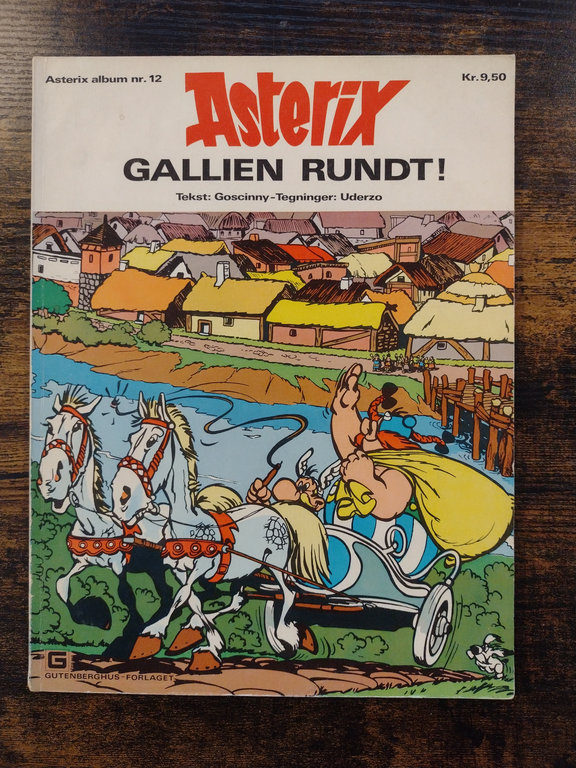 Asterix album nr. 12
Kr. 9,50
Asterix
GALLIEN RUNDT!
Tekst: Goscinny-Tegninger: Uderzo
G
GUTENBERGHUS-FORLAGET